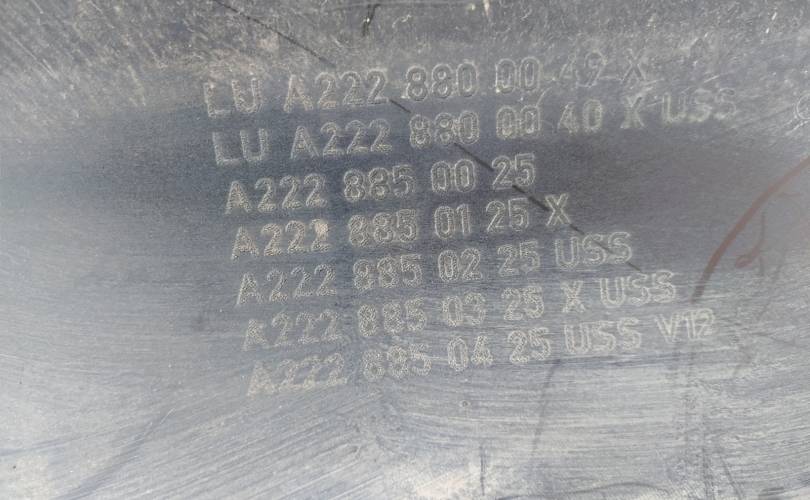 LU A222 880 00 49 X
LU A222 880 00 40 X USS
A222 885 00 25
A222 885 01 25 X
A222 885 02 25 USS
A222 885 03 25 X USS
A222 885 04 25 USS V12